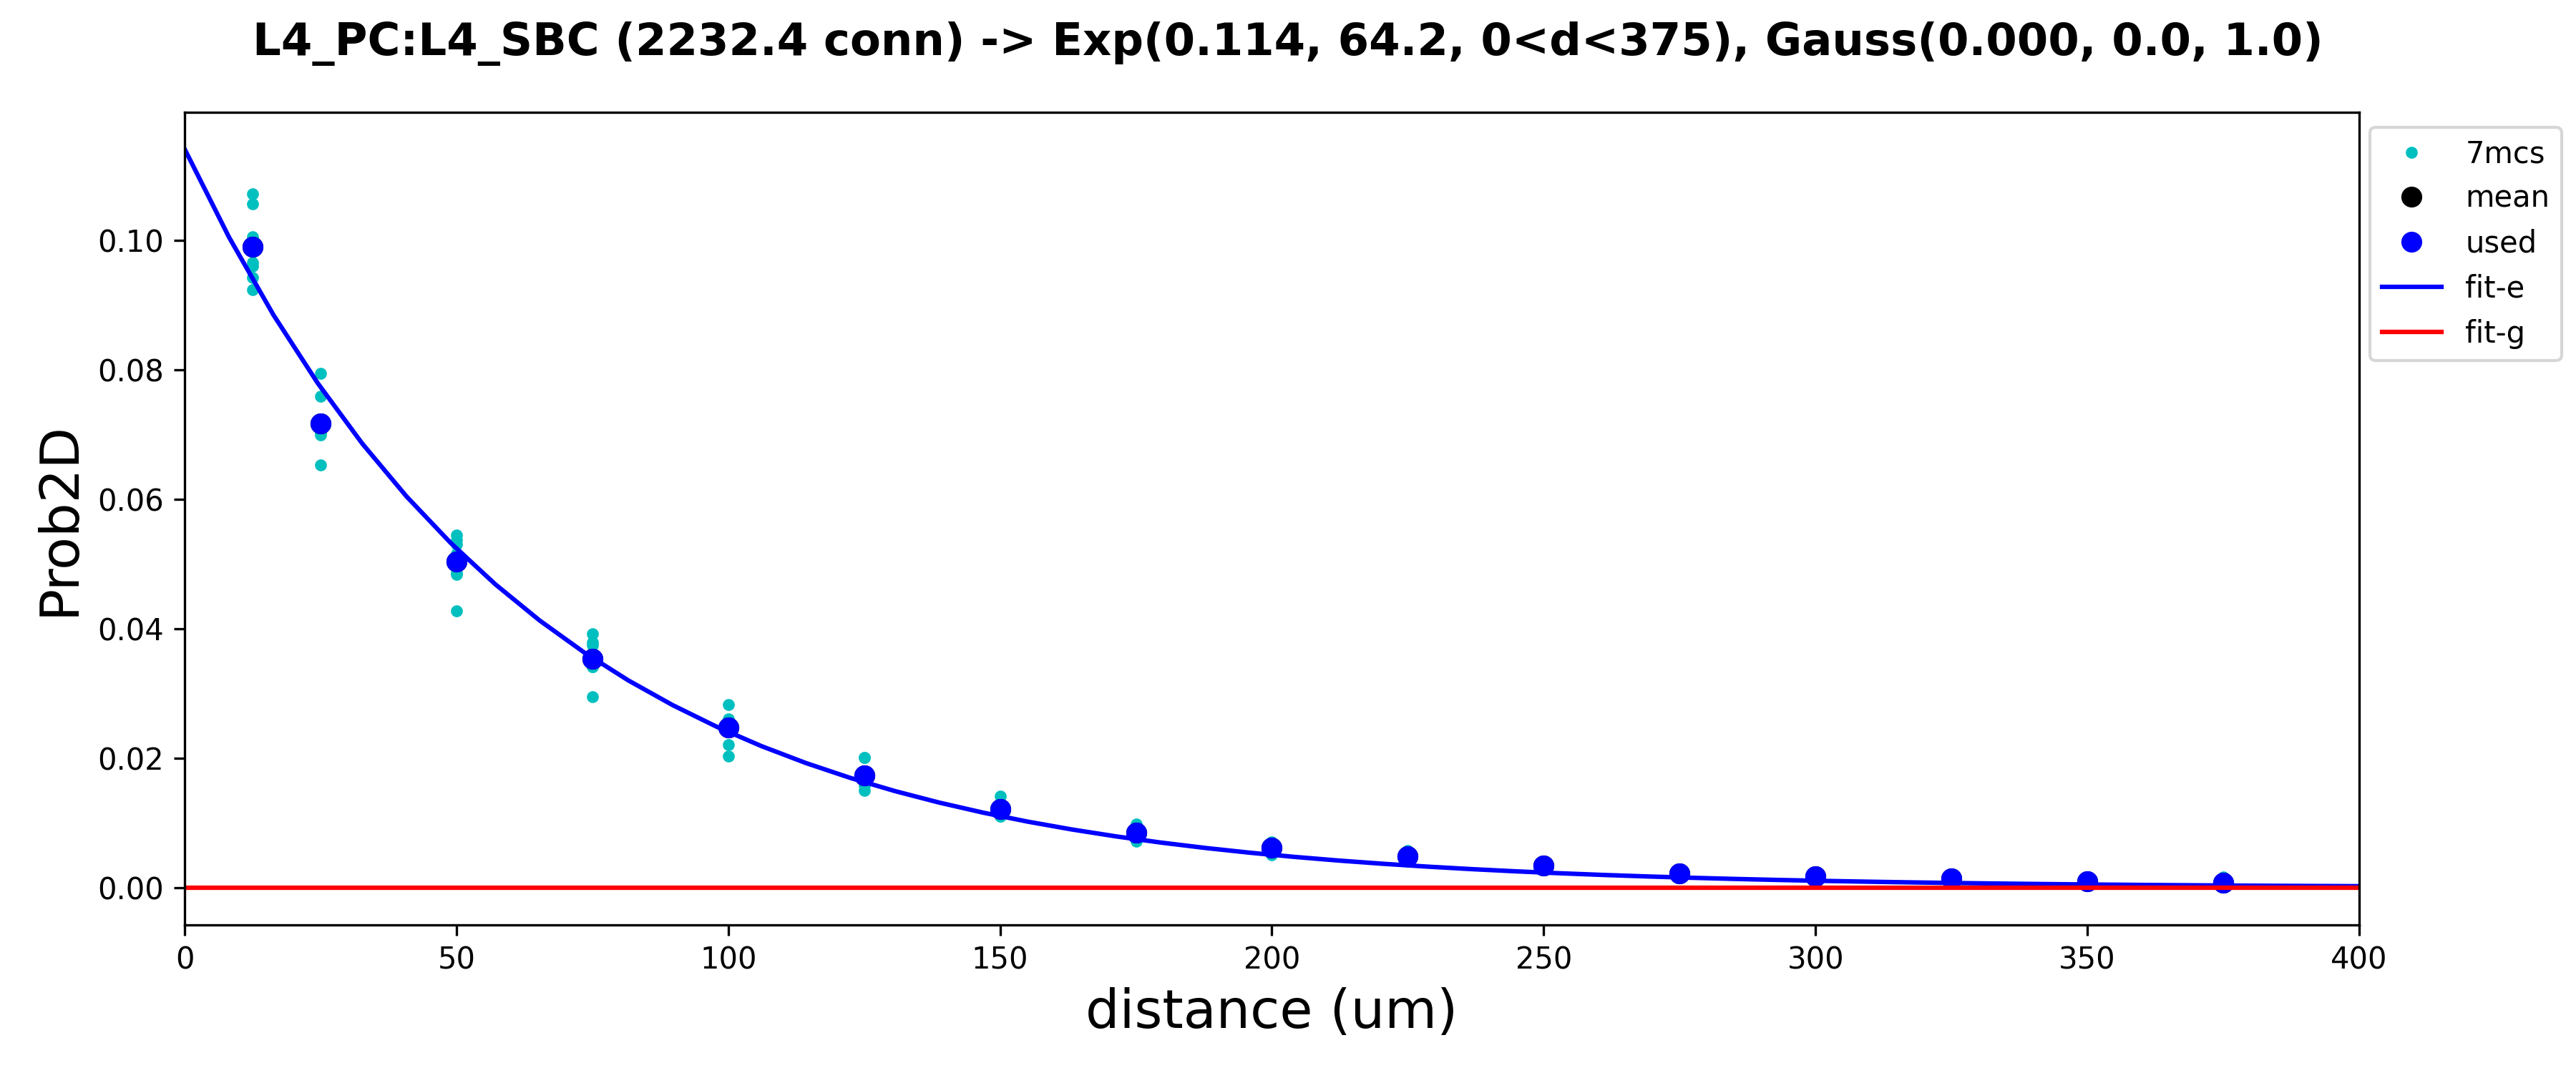 L4_PC:L4_SBC (2232.4 conn) -> Exp(0.114, 64.2, 0<d<375), Gauss(0.000, 0.0, 1.0)
7mcs
mean
used
fit-e
fit-g
Prob2D
0.10
0.08
0.06
0.04
0.02
0.00
0 50 100 150 200 250 300 350 400
distance (um)